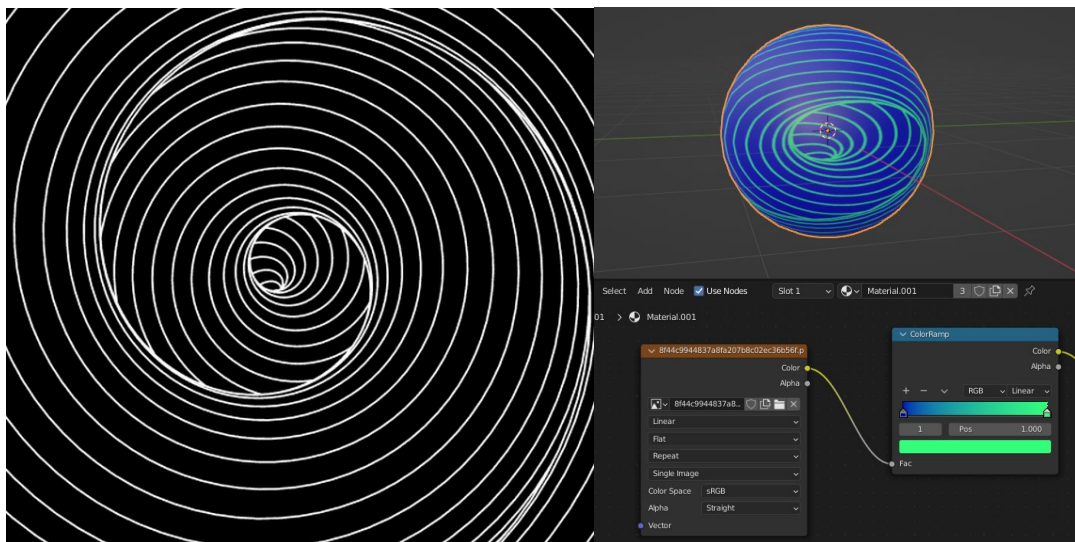 Select Add Node Use Nodes Slot 1 Material.001 3
01 > Material.001
8f44c9944837a8fa207b8c02ec36b56f.p
Color
Alpha
8f44c9944837a8...
Linear
Flat
Repeat
Single Image
Color Space sRGB
Alpha Straight
Vector
ColorRamp
Color
Alpha
+ − RGB Linear
1 Pos 1.000
Fac